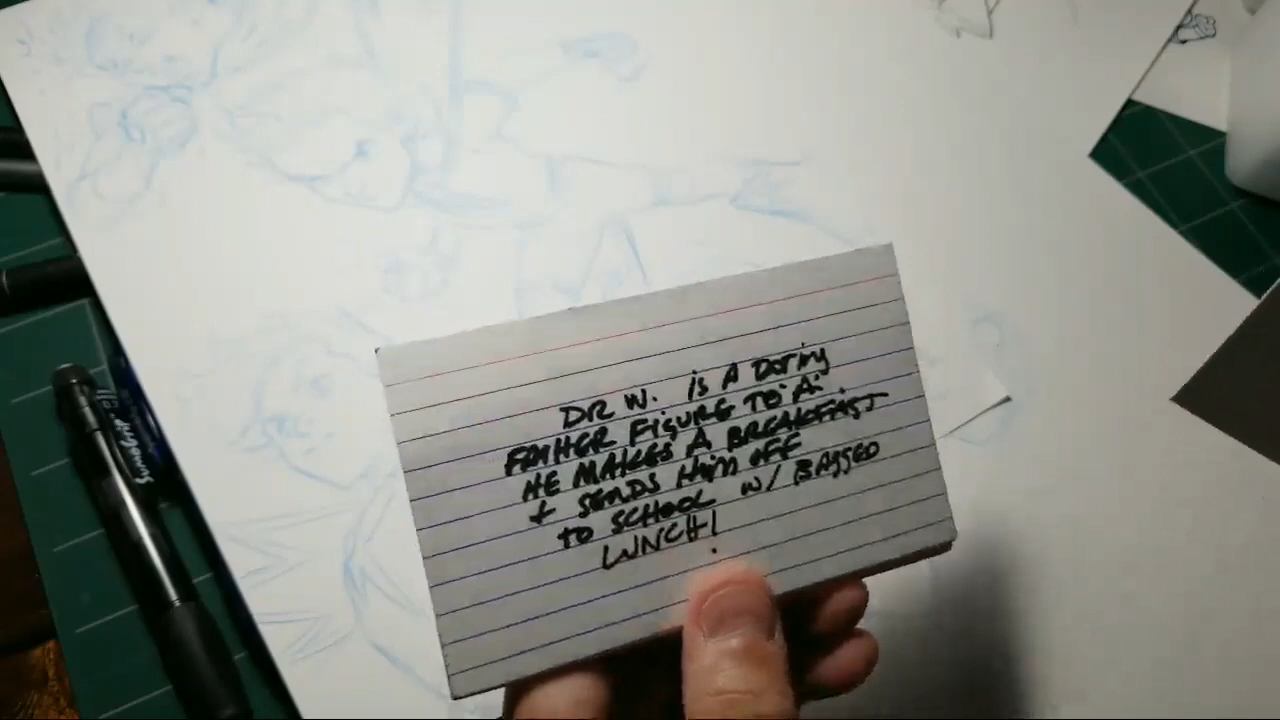 DR W. iS A DOTiNg
FATHER FiguRE TO A.
HE MAKES A BREAKFAST
+ SENDS HiM OFF
TO SCHOOL W/ BAggED
LUNCH!